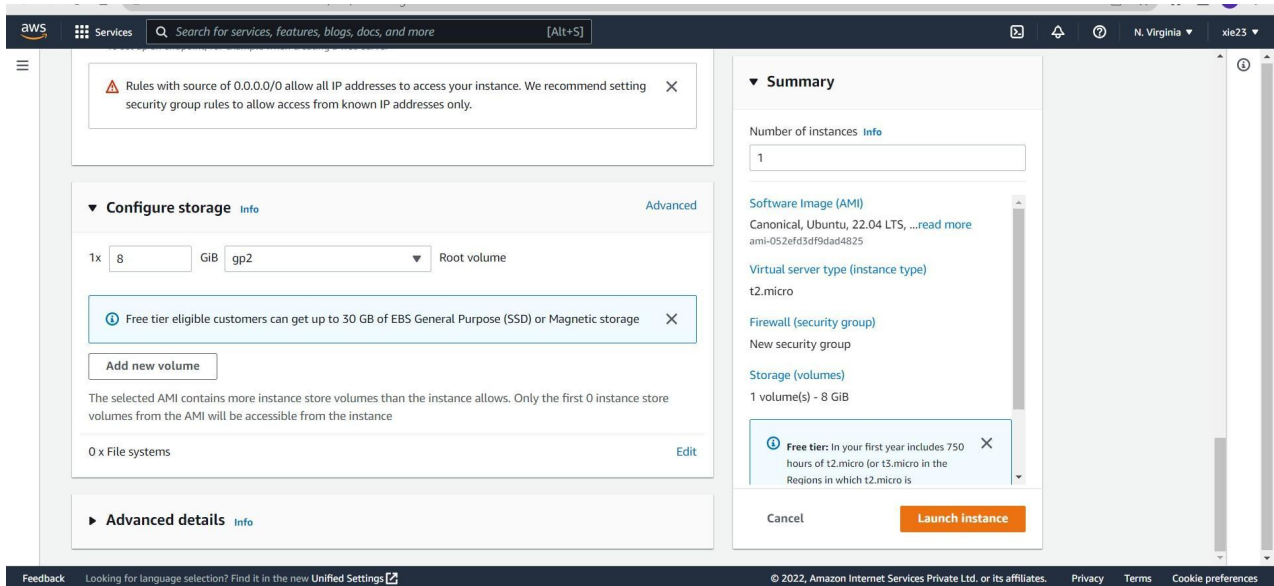 aws
Services
Search for services, features, blogs, docs, and more
[Alt+S]
N. Virginia ▼
xie23 ▼
Rules with source of 0.0.0.0/0 allow all IP addresses to access your instance. We recommend setting
security group rules to allow access from known IP addresses only.
▼ Configure storage Info
Advanced
1x 8 GiB gp2 Root volume
Free tier eligible customers can get up to 30 GB of EBS General Purpose (SSD) or Magnetic storage
Add new volume
The selected AMI contains more instance store volumes than the instance allows. Only the first 0 instance store
volumes from the AMI will be accessible from the instance
0 x File systems
Edit
▶ Advanced details Info
▼ Summary
Number of instances Info
1
Software Image (AMI)
Canonical, Ubuntu, 22.04 LTS, ...read more
ami-052efd3df9dad4825
Virtual server type (instance type)
t2.micro
Firewall (security group)
New security group
Storage (volumes)
1 volume(s) - 8 GiB
Free tier: In your first year includes 750
hours of t2.micro (or t3.micro in the
Regions in which t2.micro is
Cancel
Launch instance
Feedback
Looking for language selection? Find it in the new Unified Settings
© 2022, Amazon Internet Services Private Ltd. or its affiliates.
Privacy
Terms
Cookie preferences